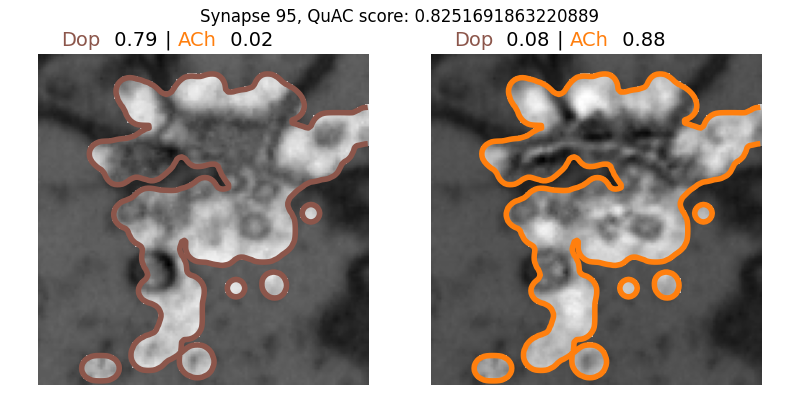 Synapse 95, QuAC score: 0.8251691863220889
Dop 0.79 | ACh 0.02
Dop 0.08 | ACh 0.88